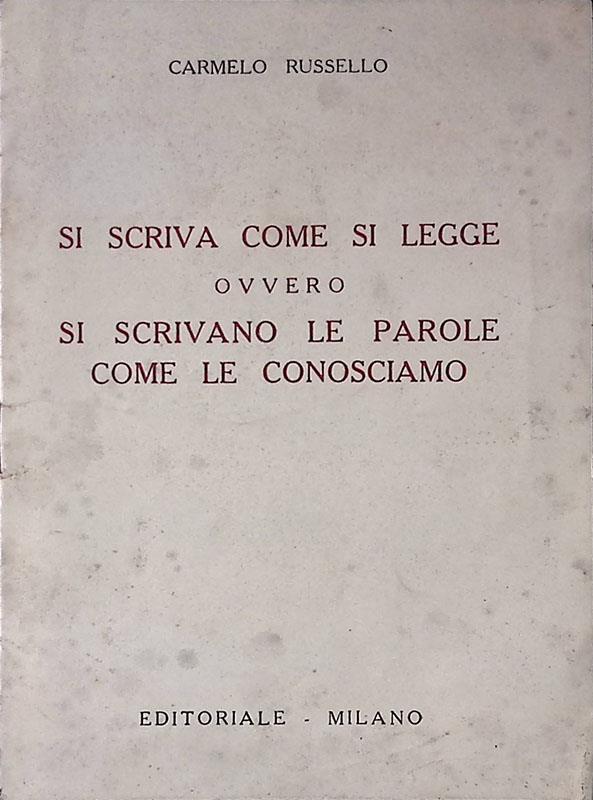 CARMELO RUSSELLO
SI SCRIVA COME SI LEGGE
OVVERO
SI SCRIVANO LE PAROLE
COME LE CONOSCIAMO
EDITORIALE - MILANO